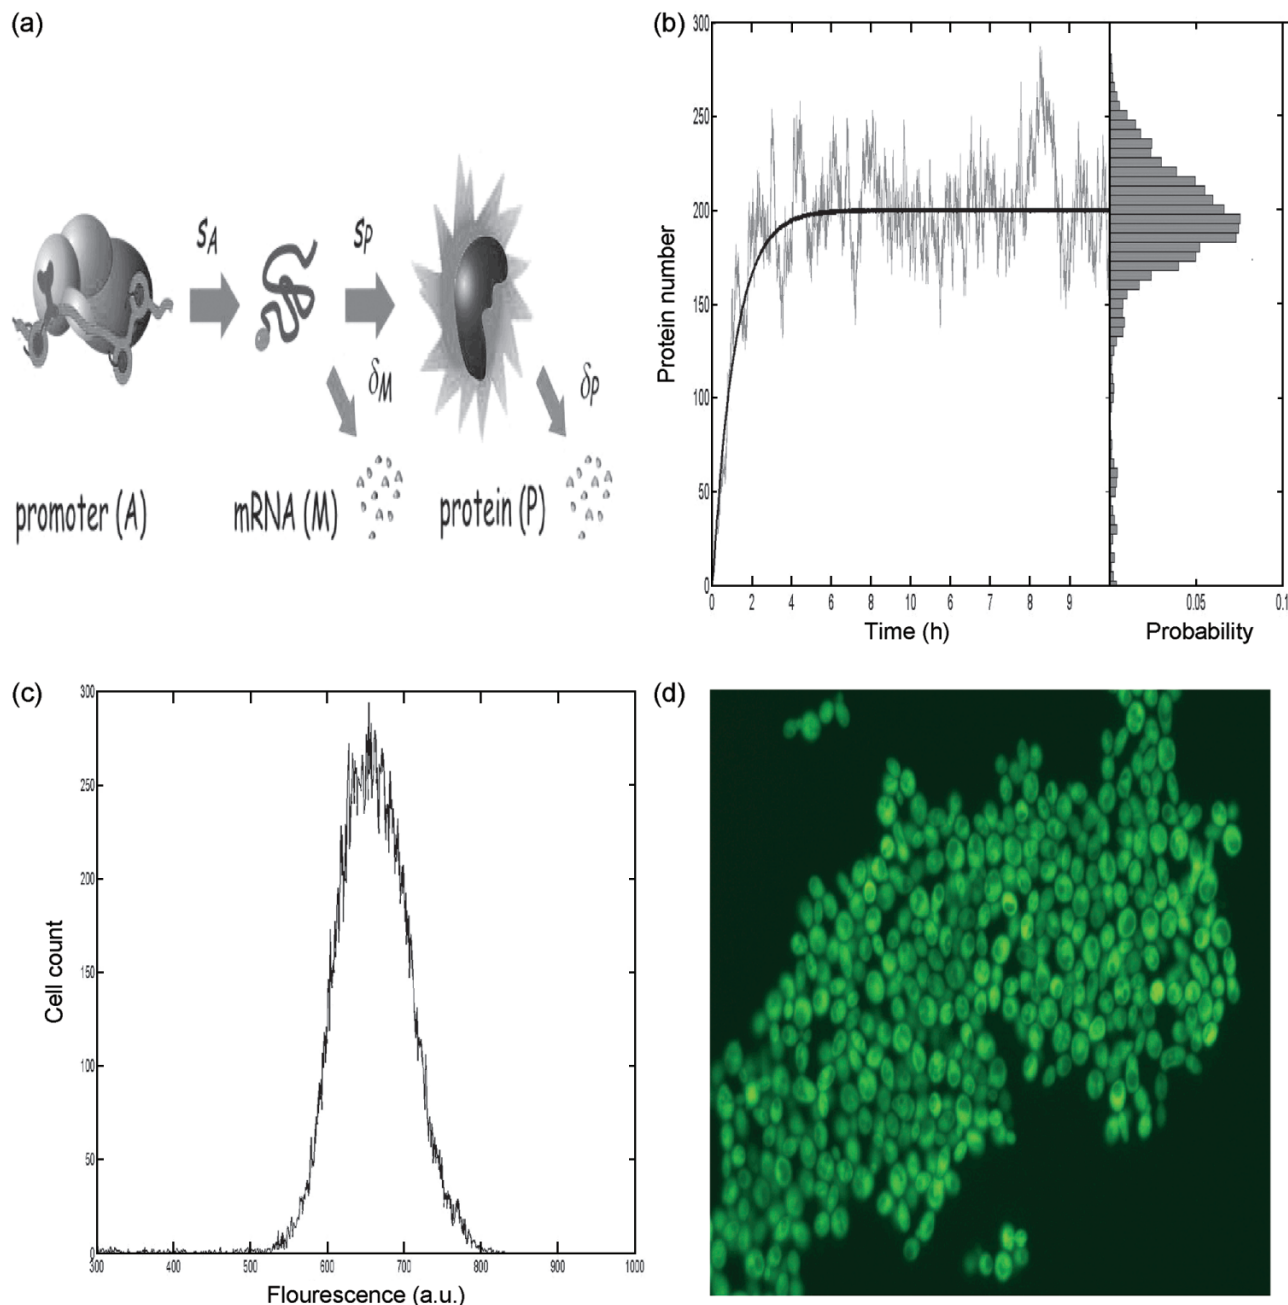 (a)
S_A
S_P
δ_M
δ_P
promoter (A)
mRNA (M)
protein (P)
(b)
Protein number
300
250
200
150
100
50
0
0 2 4 6 8 10 6 7 8 9
0.05 0.1
Time (h)
Probability
(c)
Cell count
300
250
200
150
100
50
0
300 400 500 600 700 800 900 1000
Flourescence (a.u.)
(d)